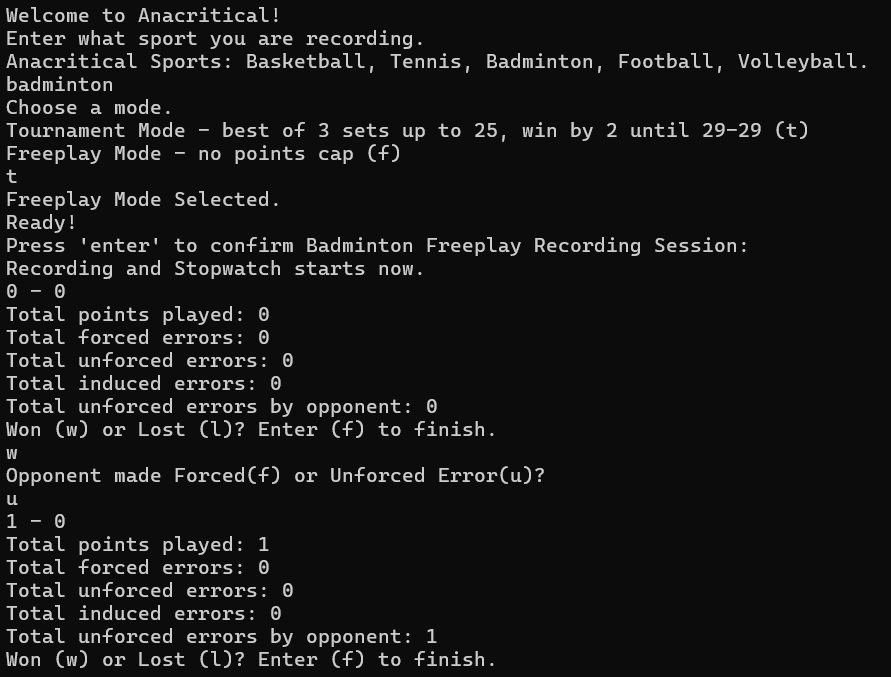 Welcome to Anacritical!
Enter what sport you are recording.
Anacritical Sports: Basketball, Tennis, Badminton, Football, Volleyball.
badminton
Choose a mode.
Tournament Mode - best of 3 sets up to 25, win by 2 until 29-29 (t)
Freeplay Mode - no points cap (f)
t
Freeplay Mode Selected.
Ready!
Press 'enter' to confirm Badminton Freeplay Recording Session:
Recording and Stopwatch starts now.
0 - 0
Total points played: 0
Total forced errors: 0
Total unforced errors: 0
Total induced errors: 0
Total unforced errors by opponent: 0
Won (w) or Lost (l)? Enter (f) to finish.
w
Opponent made Forced(f) or Unforced Error(u)?
u
1 - 0
Total points played: 1
Total forced errors: 0
Total unforced errors: 0
Total induced errors: 0
Total unforced errors by opponent: 1
Won (w) or Lost (l)? Enter (f) to finish.